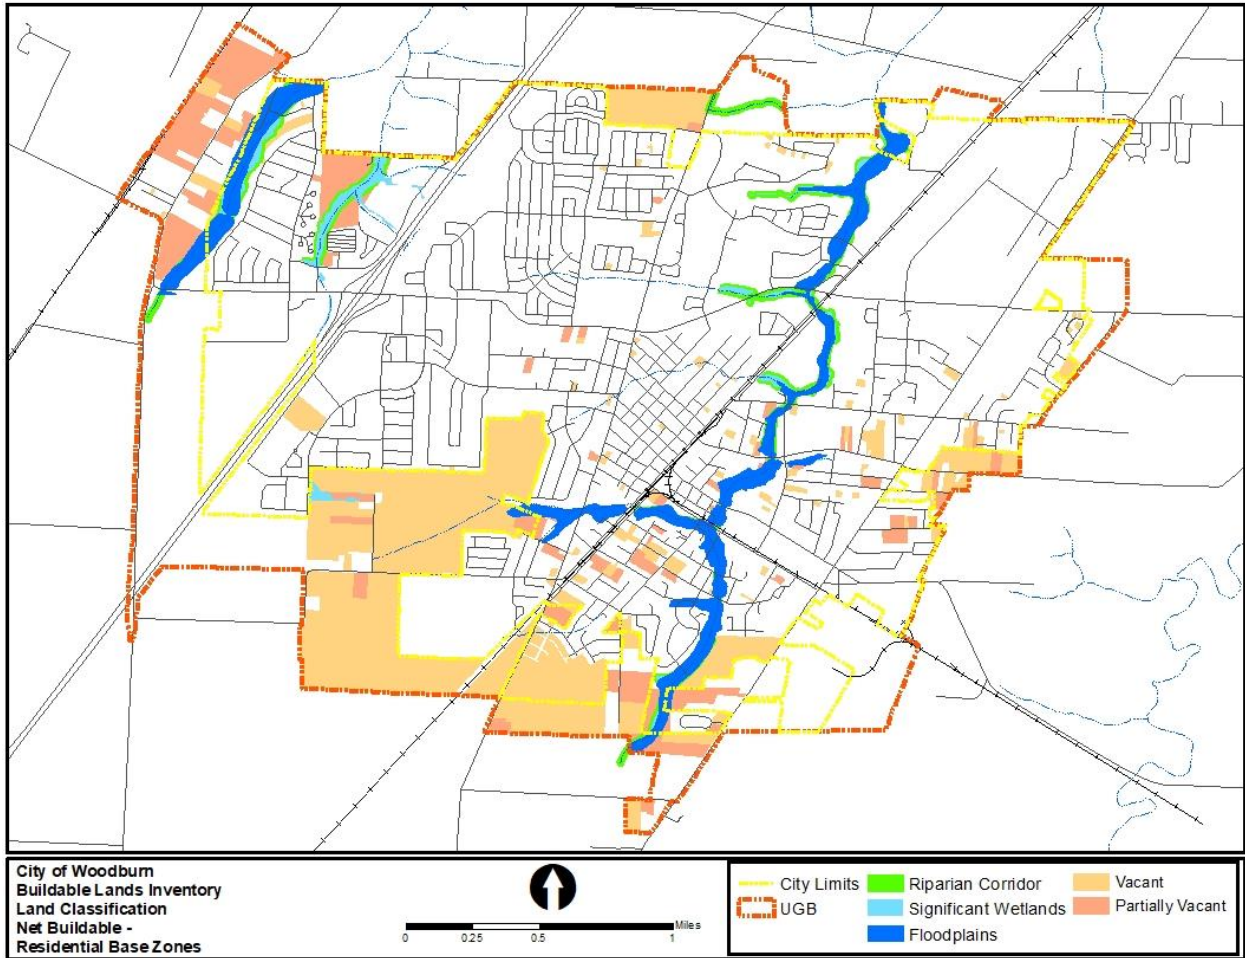 City of Woodburn
Buildable Lands Inventory
Land Classification
Net Buildable -
Residential Base Zones
0 0.25 0.5 1 Miles
City Limits
UGB
Riparian Corridor
Significant Wetlands
Floodplains
Vacant
Partially Vacant